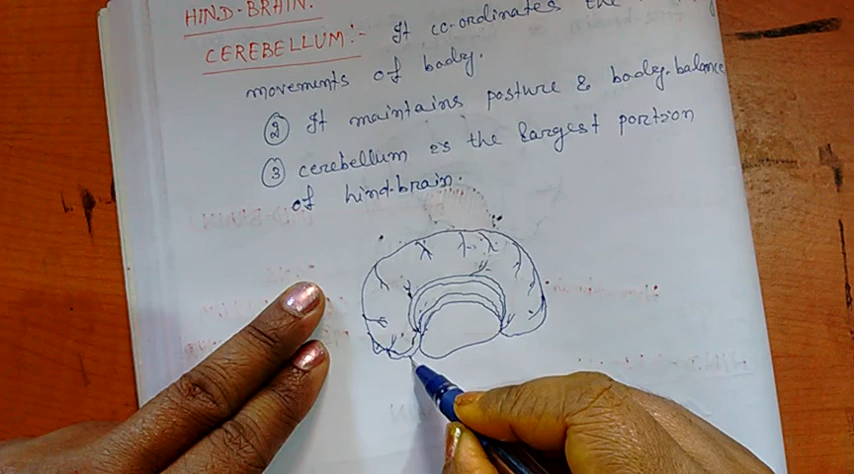 HIND-BRAIN.
CEREBELLUM:- It co-ordinates the
movements of body.
② It maintains posture & body-balance
③ cerebellum is the largest portion
of hind-brain.